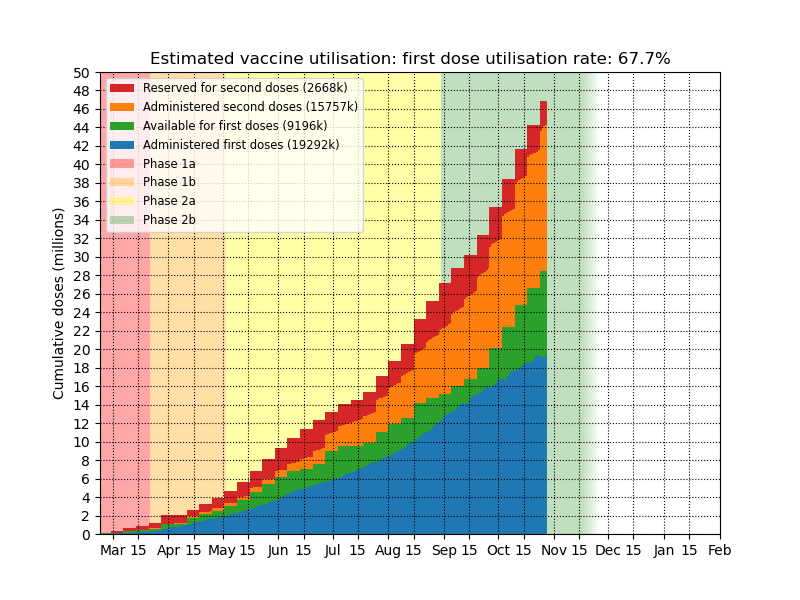 Estimated vaccine utilisation: first dose utilisation rate: 67.7%
Cumulative doses (millions)
50
48
46
44
42
40
38
36
34
32
30
28
26
24
22
20
18
16
14
12
10
8
6
4
2
0
Reserved for second doses (2668k)
Administered second doses (15757k)
Available for first doses (9196k)
Administered first doses (19292k)
Phase 1a
Phase 1b
Phase 2a
Phase 2b
Mar 15 Apr 15 May 15 Jun 15 Jul 15 Aug 15 Sep 15 Oct 15 Nov 15 Dec 15 Jan 15 Feb